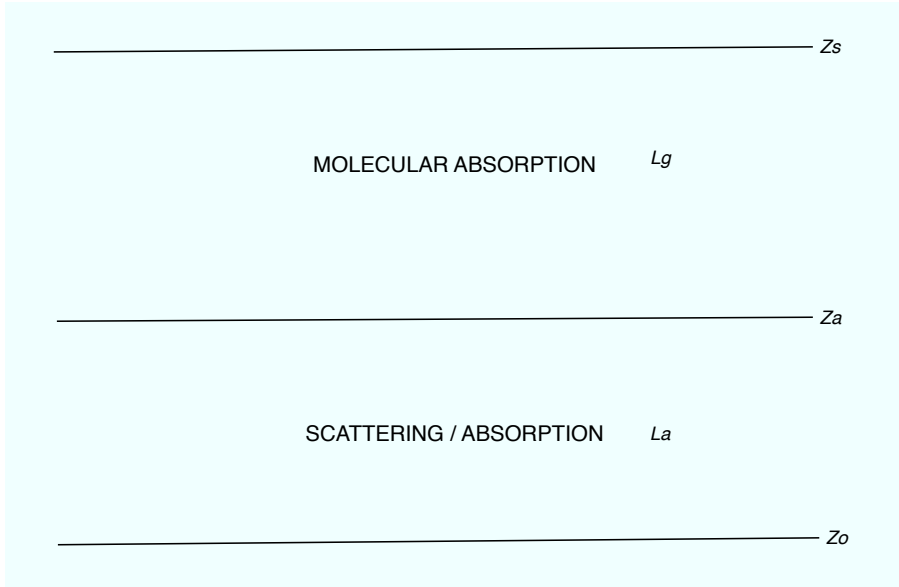 Zs
MOLECULAR ABSORPTION Lg
Za
SCATTERING / ABSORPTION La
Zo